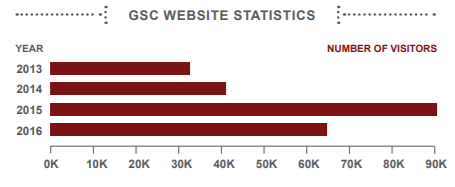 GSC WEBSITE STATISTICS
YEAR NUMBER OF VISITORS
2013
2014
2015
2016
0K 10K 20K 30K 40K 50K 60K 70K 80K 90K